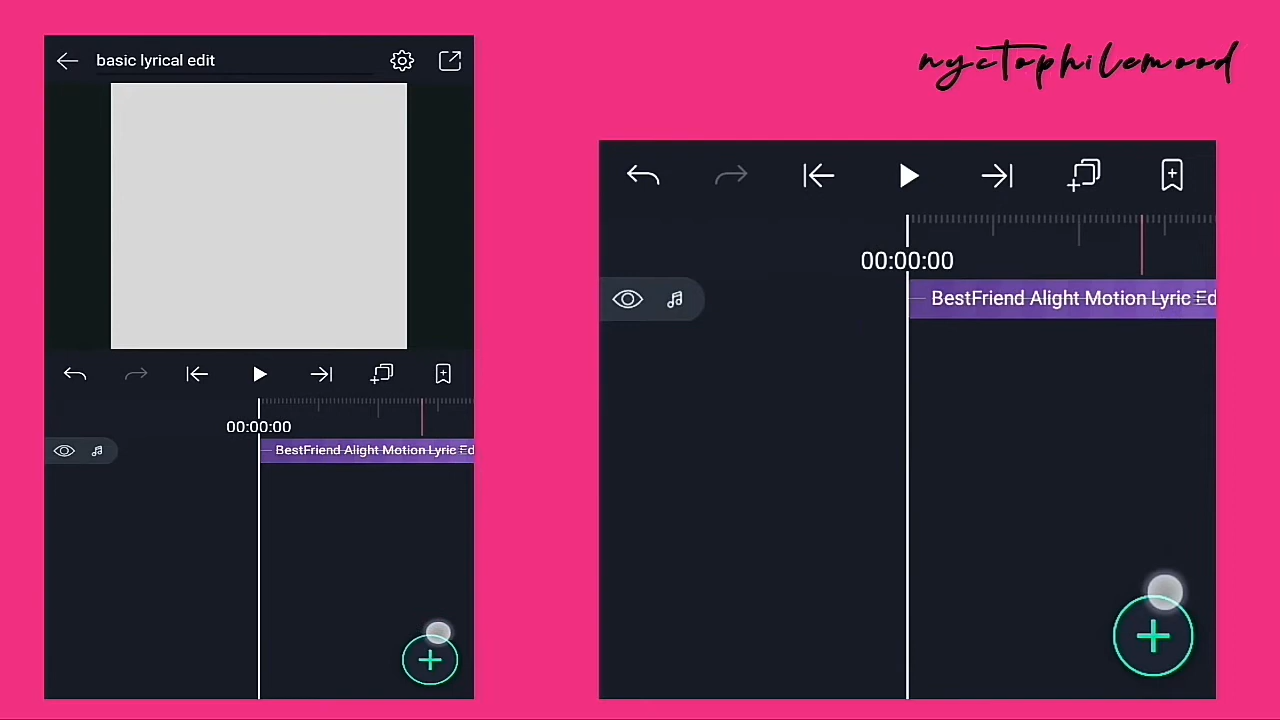 basic lyrical edit
nyctophilemood
00:00:00
BestFriend Alight Motion Lyric Ed
00:00:00
BestFriend Alight Motion Lyric Ed